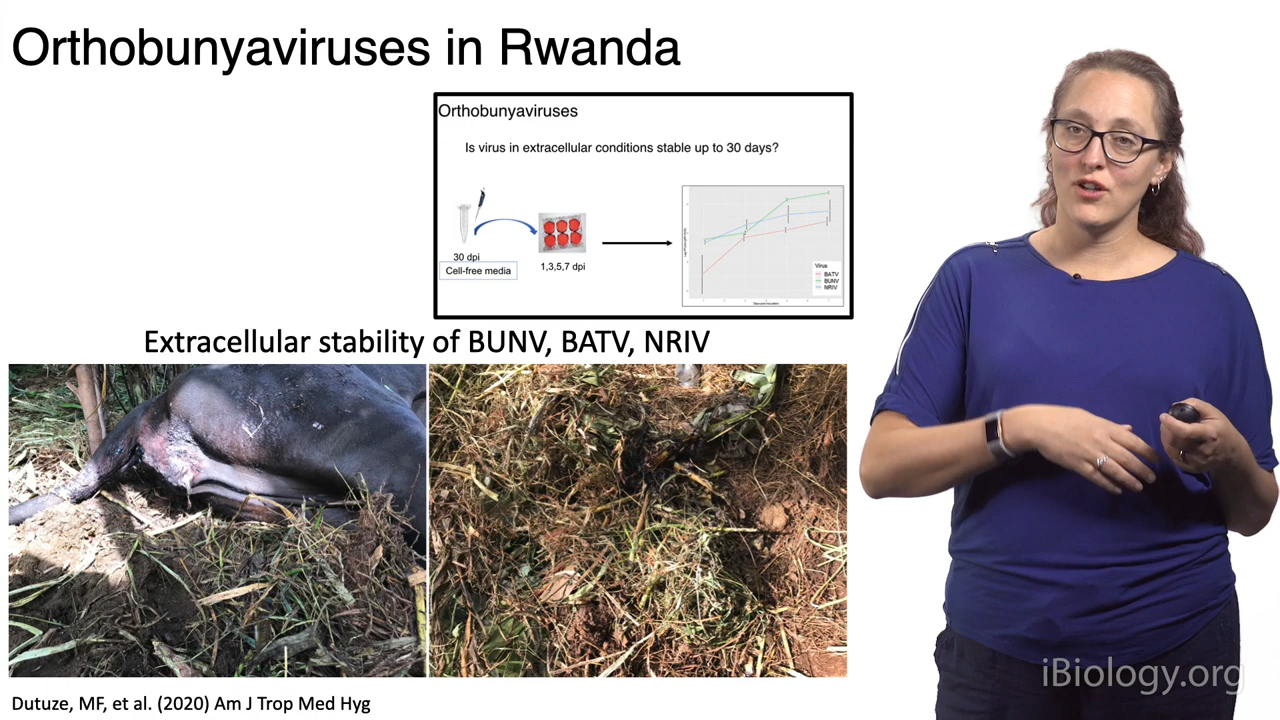 Orthobunyaviruses in Rwanda
Orthobunyaviruses
Is virus in extracellular conditions stable up to 30 days?
30 dpi
Cell-free media
1,3,5,7 dpi
Virus
BATV
BUNV
NRIV
Extracellular stability of BUNV, BATV, NRIV
Dutuze, MF, et al. (2020) Am J Trop Med Hyg
iBiology.org